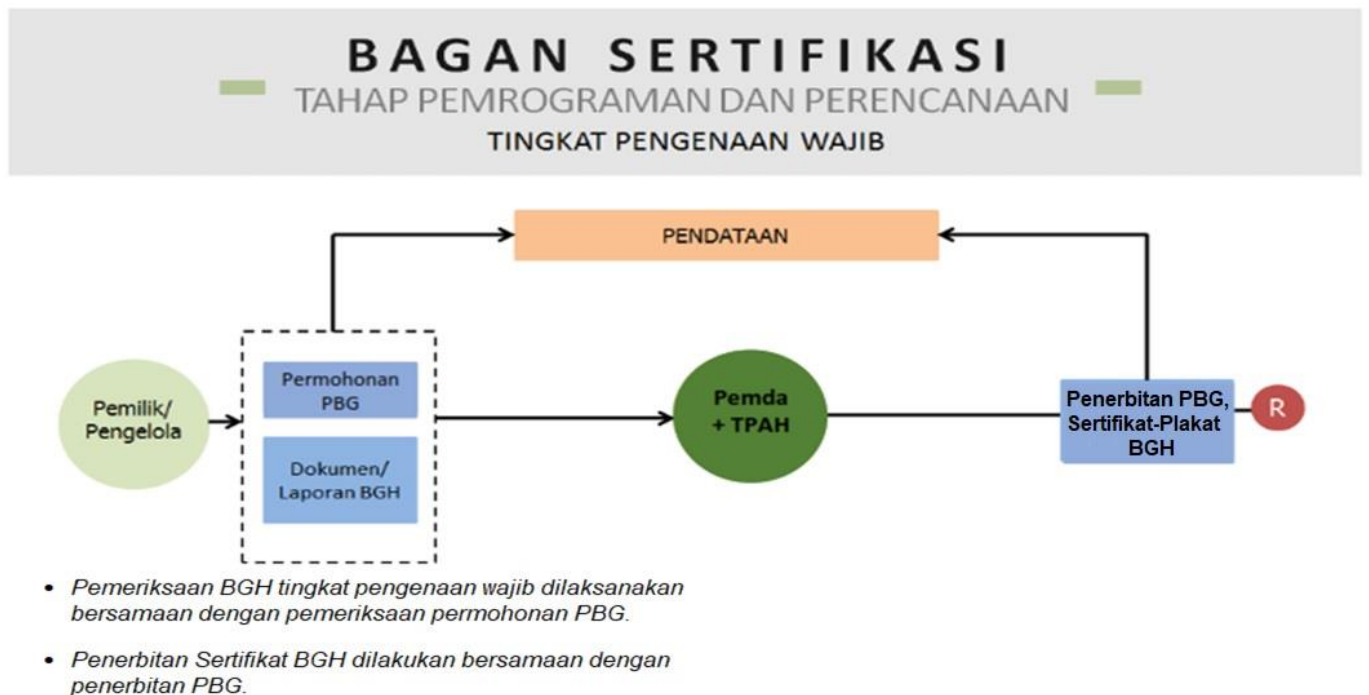 BAGAN SERTIFIKASI
TAHAP PEMROGRAMAN DAN PERENCANAAN
TINGKAT PENGENAAN WAJIB
PENDATAAN
Pemilik/
Pengelola
Permohonan
PBG
Dokumen/
Laporan BGH
Pemda
+ TPAH
Penerbitan PBG,
Sertifikat-Plakat
BGH
R
• Pemeriksaan BGH tingkat pengenaan wajib dilaksanakan
bersamaan dengan pemeriksaan permohonan PBG.
• Penerbitan Sertifikat BGH dilakukan bersamaan dengan
penerbitan PBG.